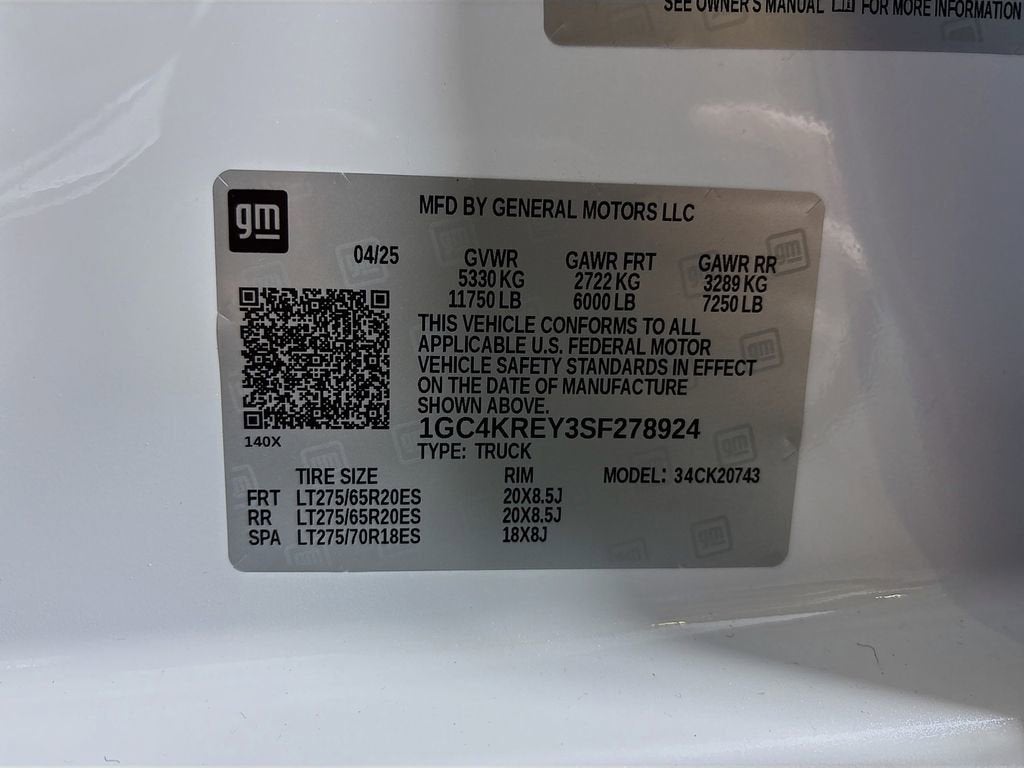 SEE OWNER'S MANUAL FOR MORE INFORMATION
gm
MFD BY GENERAL MOTORS LLC
04/25 GVWR GAWR FRT GAWR RR
5330 KG 2722 KG 3289 KG
11750 LB 6000 LB 7250 LB
THIS VEHICLE CONFORMS TO ALL
APPLICABLE U.S. FEDERAL MOTOR
VEHICLE SAFETY STANDARDS IN EFFECT
ON THE DATE OF MANUFACTURE
SHOWN ABOVE.
1GC4KREY3SF278924
140X
TYPE: TRUCK
TIRE SIZE RIM MODEL: 34CK20743
FRT LT275/65R20ES 20X8.5J
RR LT275/65R20ES 20X8.5J
SPA LT275/70R18ES 18X8J